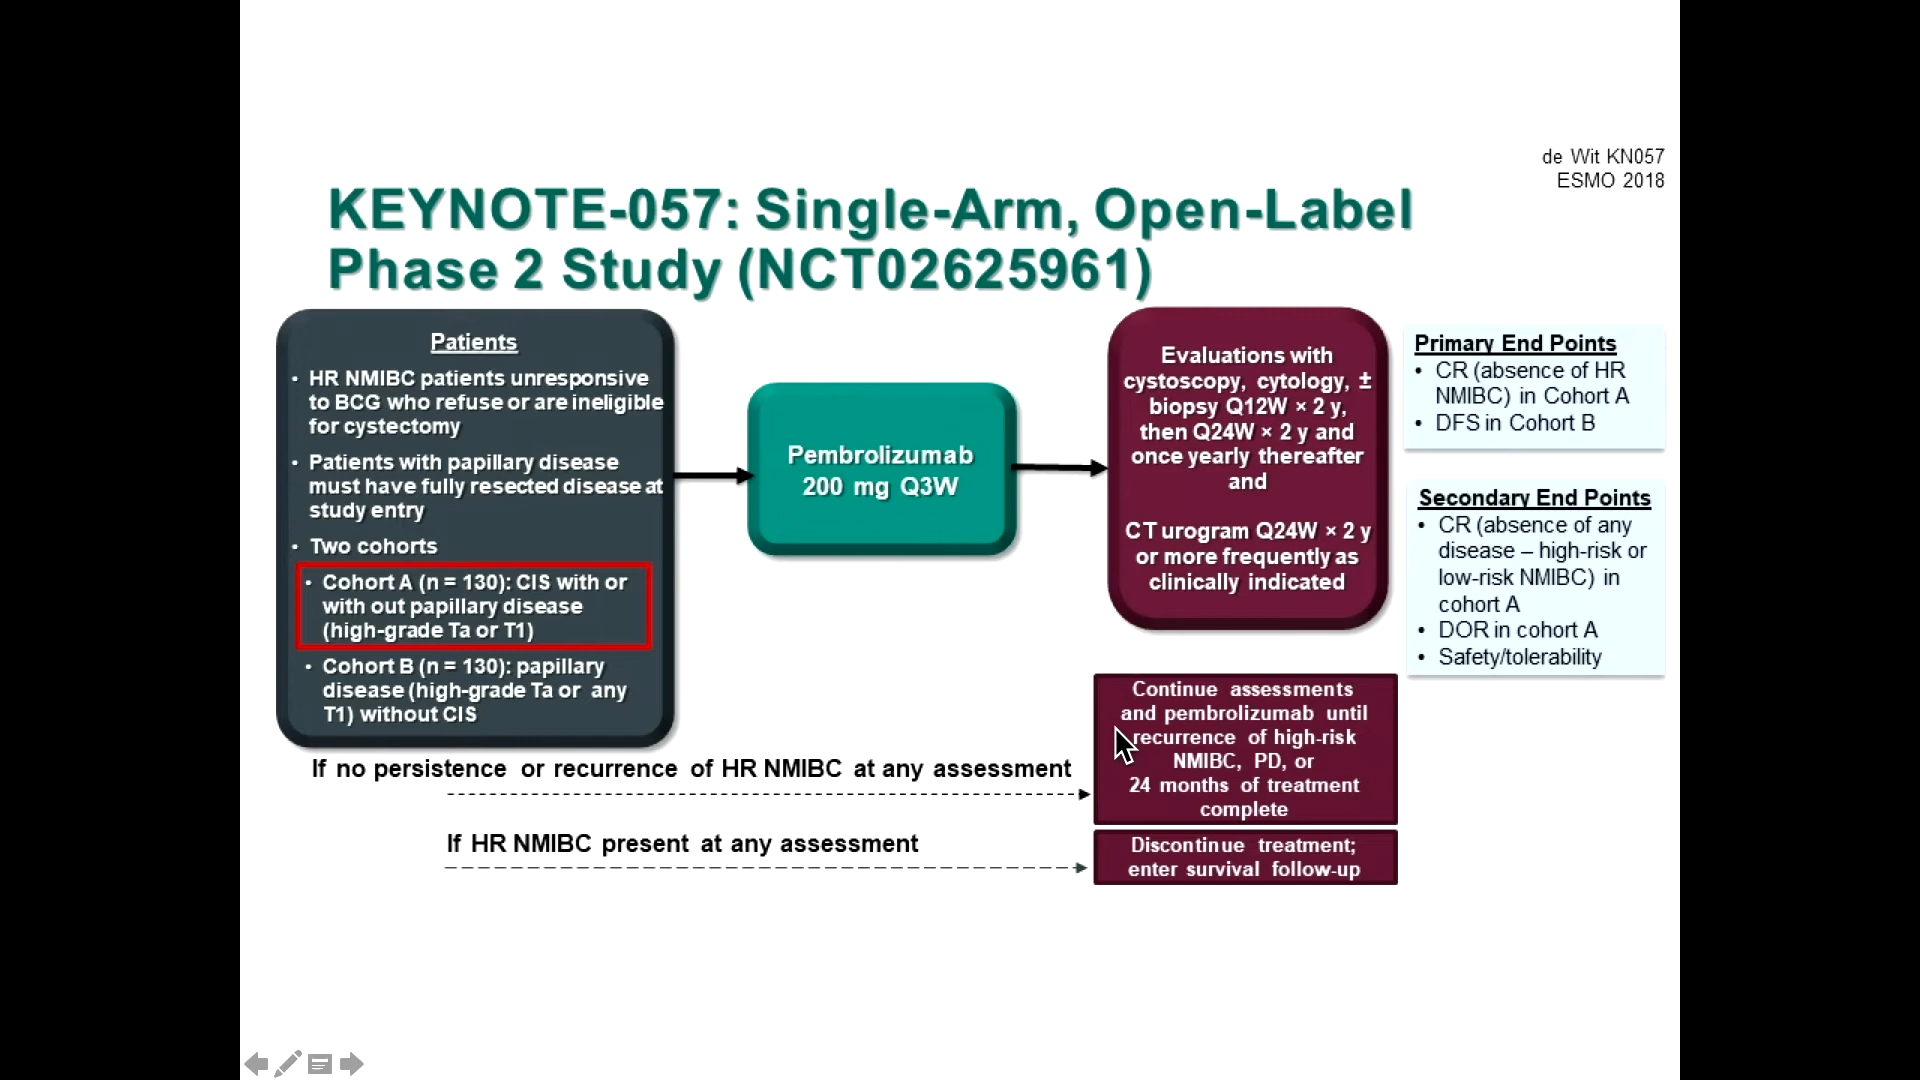 de Wit KN057
ESMO 2018
KEYNOTE-057: Single-Arm, Open-Label
Phase 2 Study (NCT02625961)
Patients
• HR NMIBC patients unresponsive
to BCG who refuse or are ineligible
for cystectomy
• Patients with papillary disease
must have fully resected disease at
study entry
• Two cohorts
• Cohort A (n = 130): CIS with or
with out papillary disease
(high-grade Ta or T1)
• Cohort B (n = 130): papillary
disease (high-grade Ta or any
T1) without CIS
Pembrolizumab
200 mg Q3W
Evaluations with
cystoscopy, cytology, ±
biopsy Q12W × 2 y,
then Q24W × 2 y and
once yearly thereafter
and
CT urogram Q24W × 2 y
or more frequently as
clinically indicated
Primary End Points
• CR (absence of HR
NMIBC) in Cohort A
• DFS in Cohort B
Secondary End Points
• CR (absence of any
disease – high-risk or
low-risk NMIBC) in
cohort A
• DOR in cohort A
• Safety/tolerability
If no persistence or recurrence of HR NMIBC at any assessment
Continue assessments
and pembrolizumab until
recurrence of high-risk
NMIBC, PD, or
24 months of treatment
complete
If HR NMIBC present at any assessment
Discontinue treatment;
enter survival follow-up